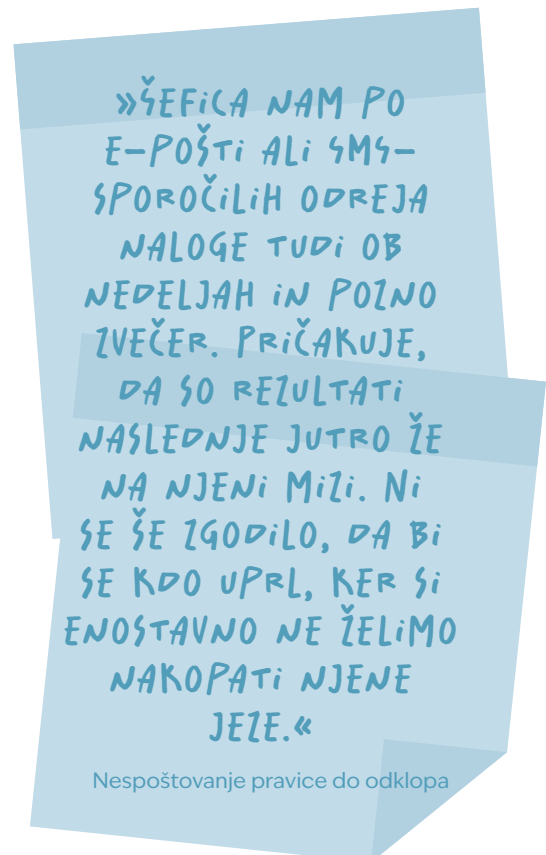 »ŠEFiCA NAM PO
E–POŠTi ALi SMS–
SPOROČiLiH ODREJA
NALOGE TUDi OB
NEDELJAH iN POZNO
ZVEČER. PRiČAKUJE,
DA SO REZULTATi
NASLEDNJE JUTRO ŽE
NA NJENi MiZi. Ni
SE ŠE ZGODiLO, DA Bi
SE KDO UPRL, KER Si
ENOSTAVNO NE ŽELiMO
NAKOPATi NJENE
JEZE.«
Nespoštovanje pravice do odklopa